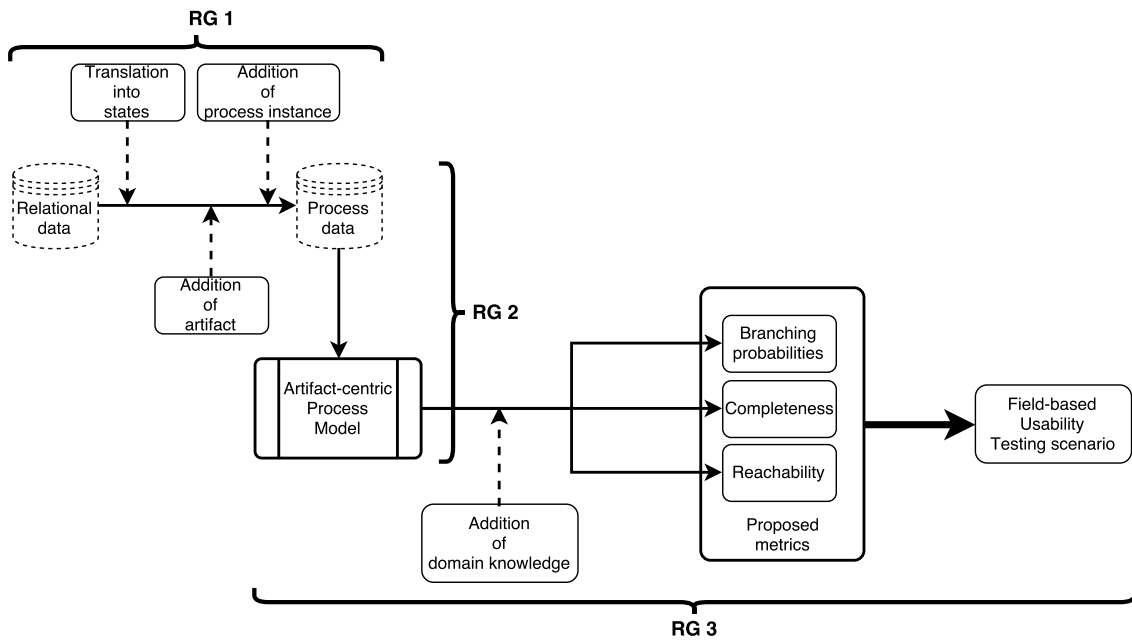 RG 1
Translation
into
states
Addition
of
process instance
Relational
data
Process
data
Addition
of
artifact
RG 2
Artifact-centric
Process
Model
Addition
of
domain knowledge
Branching
probabilities
Completeness
Reachability
Proposed
metrics
Field-based
Usability
Testing scenario
RG 3